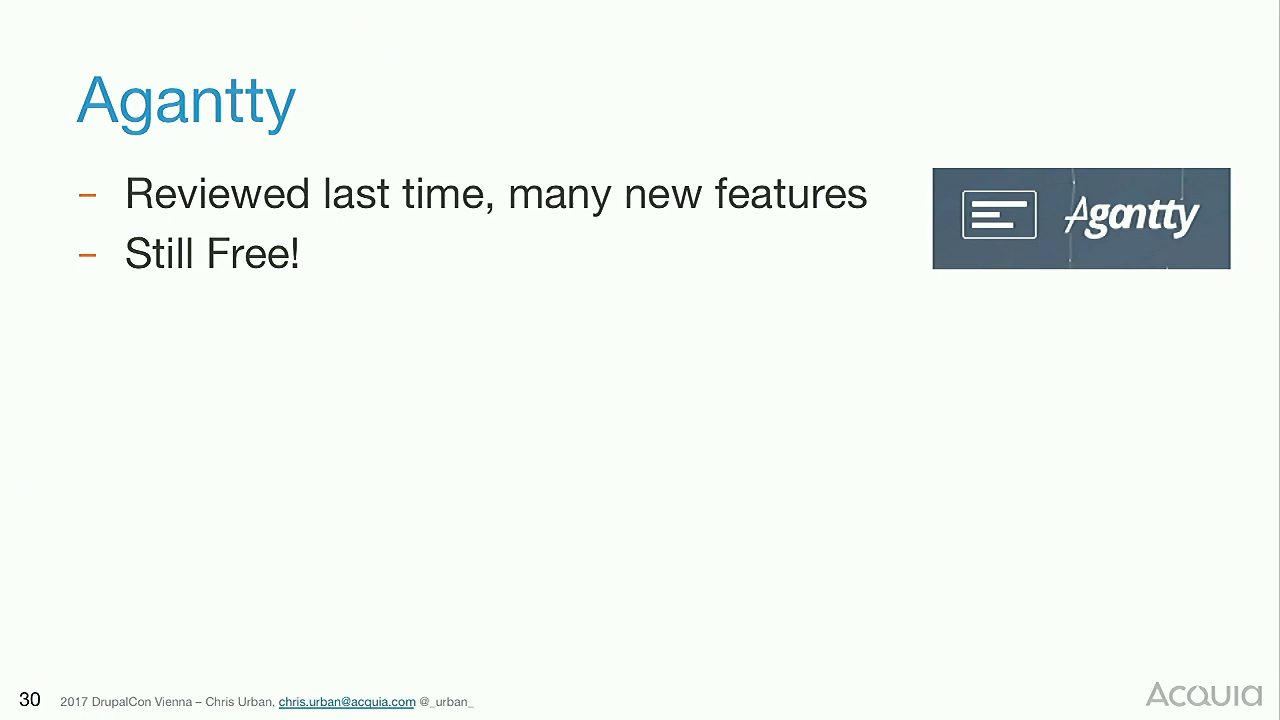 Agantty
– Reviewed last time, many new features
– Still Free!
Agantty
30 2017 DrupalCon Vienna – Chris Urban, chris.urban@acquia.com @_urban_
Acquia